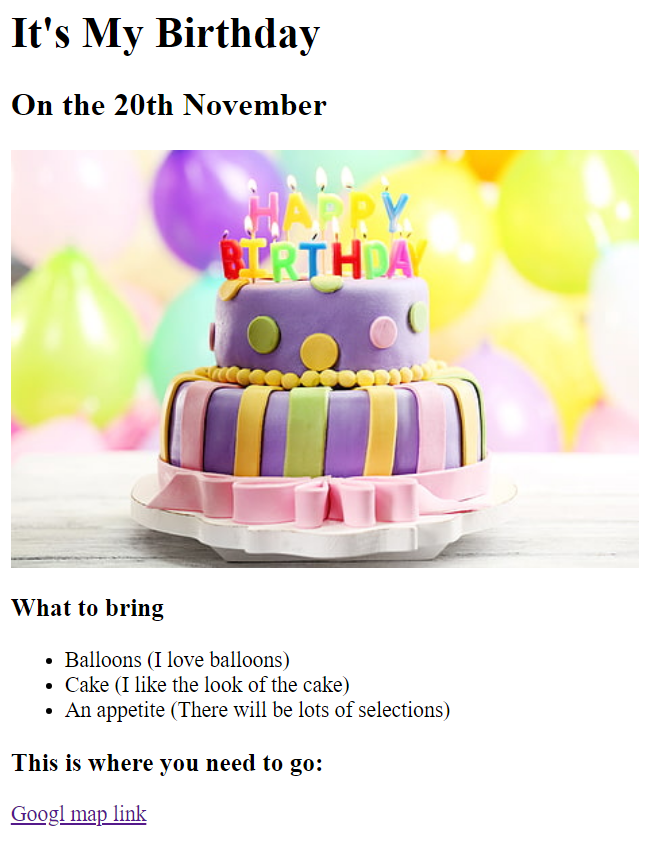 It's My Birthday
On the 20th November
HAPPY
BIRTHDAY
What to bring
Balloons (I love balloons)
Cake (I like the look of the cake)
An appetite (There will be lots of selections)
This is where you need to go:
Googl map link